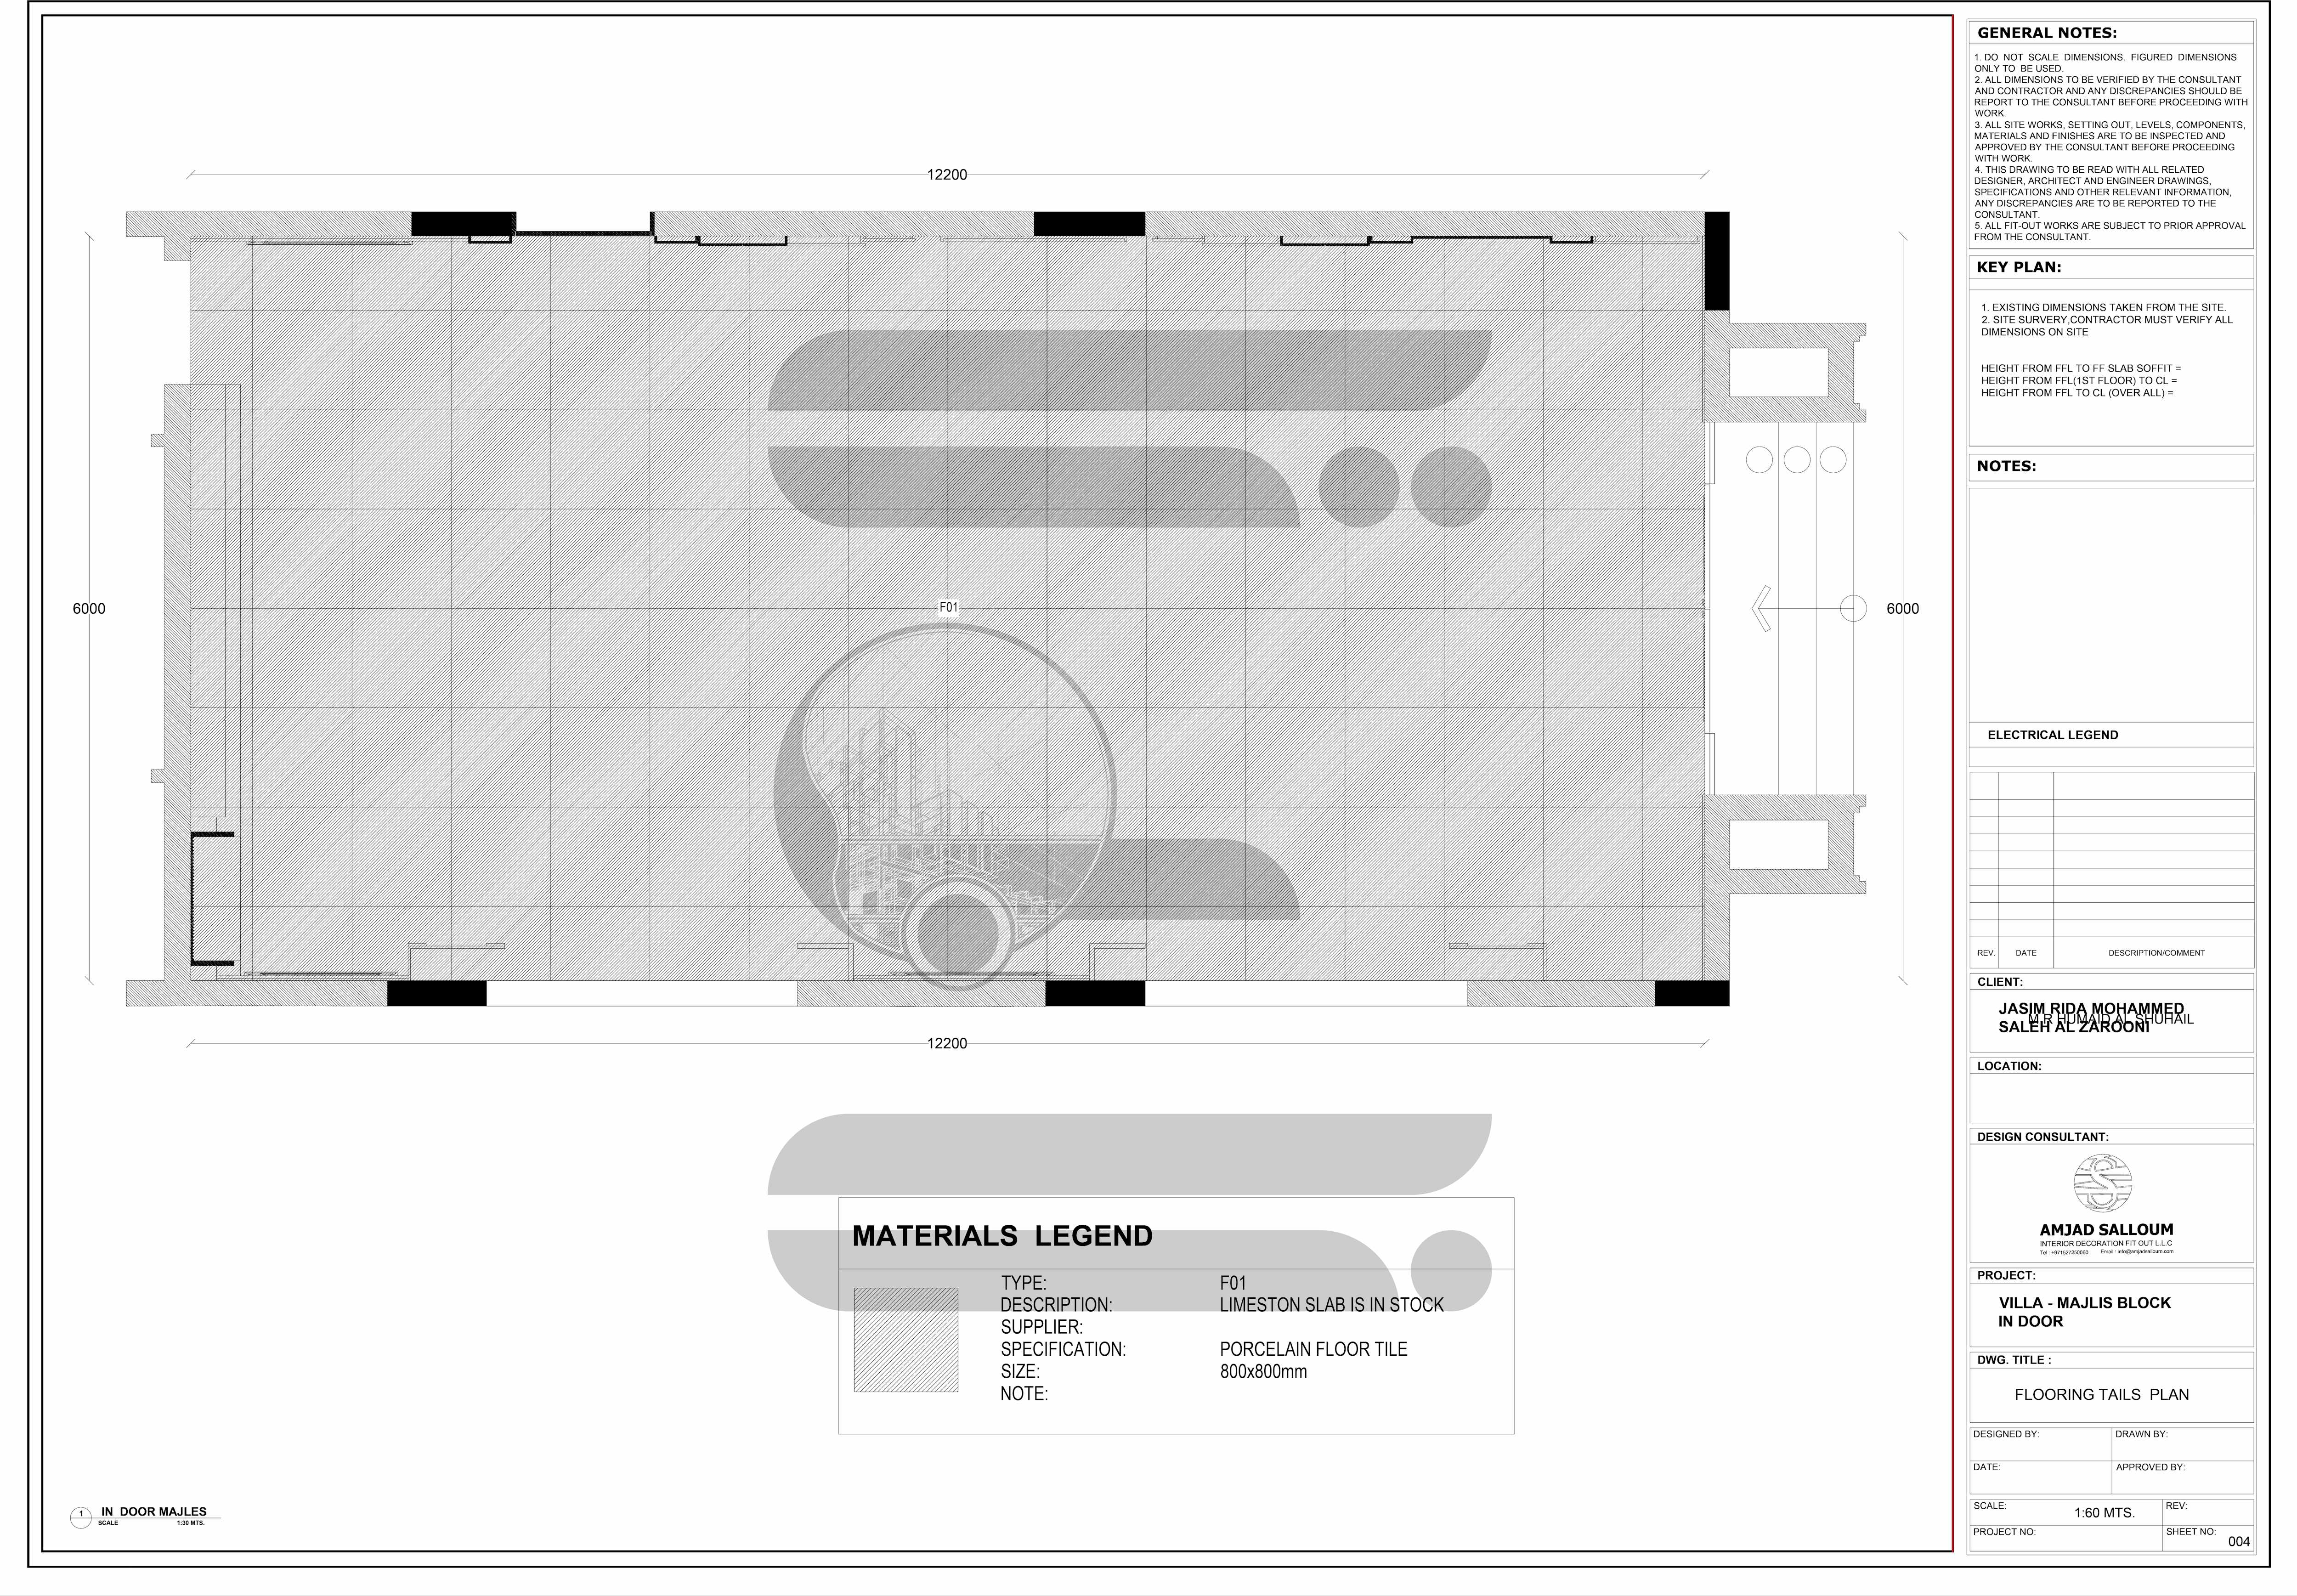 12200
6000
F01
6000
12200
MATERIALS LEGEND
TYPE: F01
DESCRIPTION: LIMESTON SLAB IS IN STOCK
SUPPLIER:
SPECIFICATION: PORCELAIN FLOOR TILE
SIZE: 800x800mm
NOTE:
1 IN DOOR MAJLES
SCALE 1:30 MTS.
GENERAL NOTES:
1. DO NOT SCALE DIMENSIONS. FIGURED DIMENSIONS
ONLY TO BE USED.
2. ALL DIMENSIONS TO BE VERIFIED BY THE CONSULTANT
AND CONTRACTOR AND ANY DISCREPANCIES SHOULD BE
REPORT TO THE CONSULTANT BEFORE PROCEEDING WITH
WORK.
3. ALL SITE WORKS, SETTING OUT, LEVELS, COMPONENTS,
MATERIALS AND FINISHES ARE TO BE INSPECTED AND
APPROVED BY THE CONSULTANT BEFORE PROCEEDING
WITH WORK.
4. THIS DRAWING TO BE READ WITH ALL RELATED
DESIGNER, ARCHITECT AND ENGINEER DRAWINGS,
SPECIFICATIONS AND OTHER RELEVANT INFORMATION,
ANY DISCREPANCIES ARE TO BE REPORTED TO THE
CONSULTANT.
5. ALL FIT-OUT WORKS ARE SUBJECT TO PRIOR APPROVAL
FROM THE CONSULTANT.
KEY PLAN:
1. EXISTING DIMENSIONS TAKEN FROM THE SITE.
2. SITE SURVERY,CONTRACTOR MUST VERIFY ALL
DIMENSIONS ON SITE
HEIGHT FROM FFL TO FF SLAB SOFFIT =
HEIGHT FROM FFL(1ST FLOOR) TO CL =
HEIGHT FROM FFL TO CL (OVER ALL) =
NOTES:
ELECTRICAL LEGEND
REV. DATE DESCRIPTION/COMMENT
CLIENT:
JASIM RIDA MOHAMMED
M.R HUMAID AL SHUHAIL
SALEH AL ZAROONI
LOCATION:
DESIGN CONSULTANT:
AMJAD SALLOUM
INTERIOR DECORATION FIT OUT L.L.C
Tel : +971527250080 Email : info@amjadsalloum.com
PROJECT:
VILLA - MAJLIS BLOCK
IN DOOR
DWG. TITLE :
FLOORING TAILS PLAN
DESIGNED BY: DRAWN BY:
DATE: APPROVED BY:
SCALE: 1:60 MTS. REV:
PROJECT NO: SHEET NO: 004